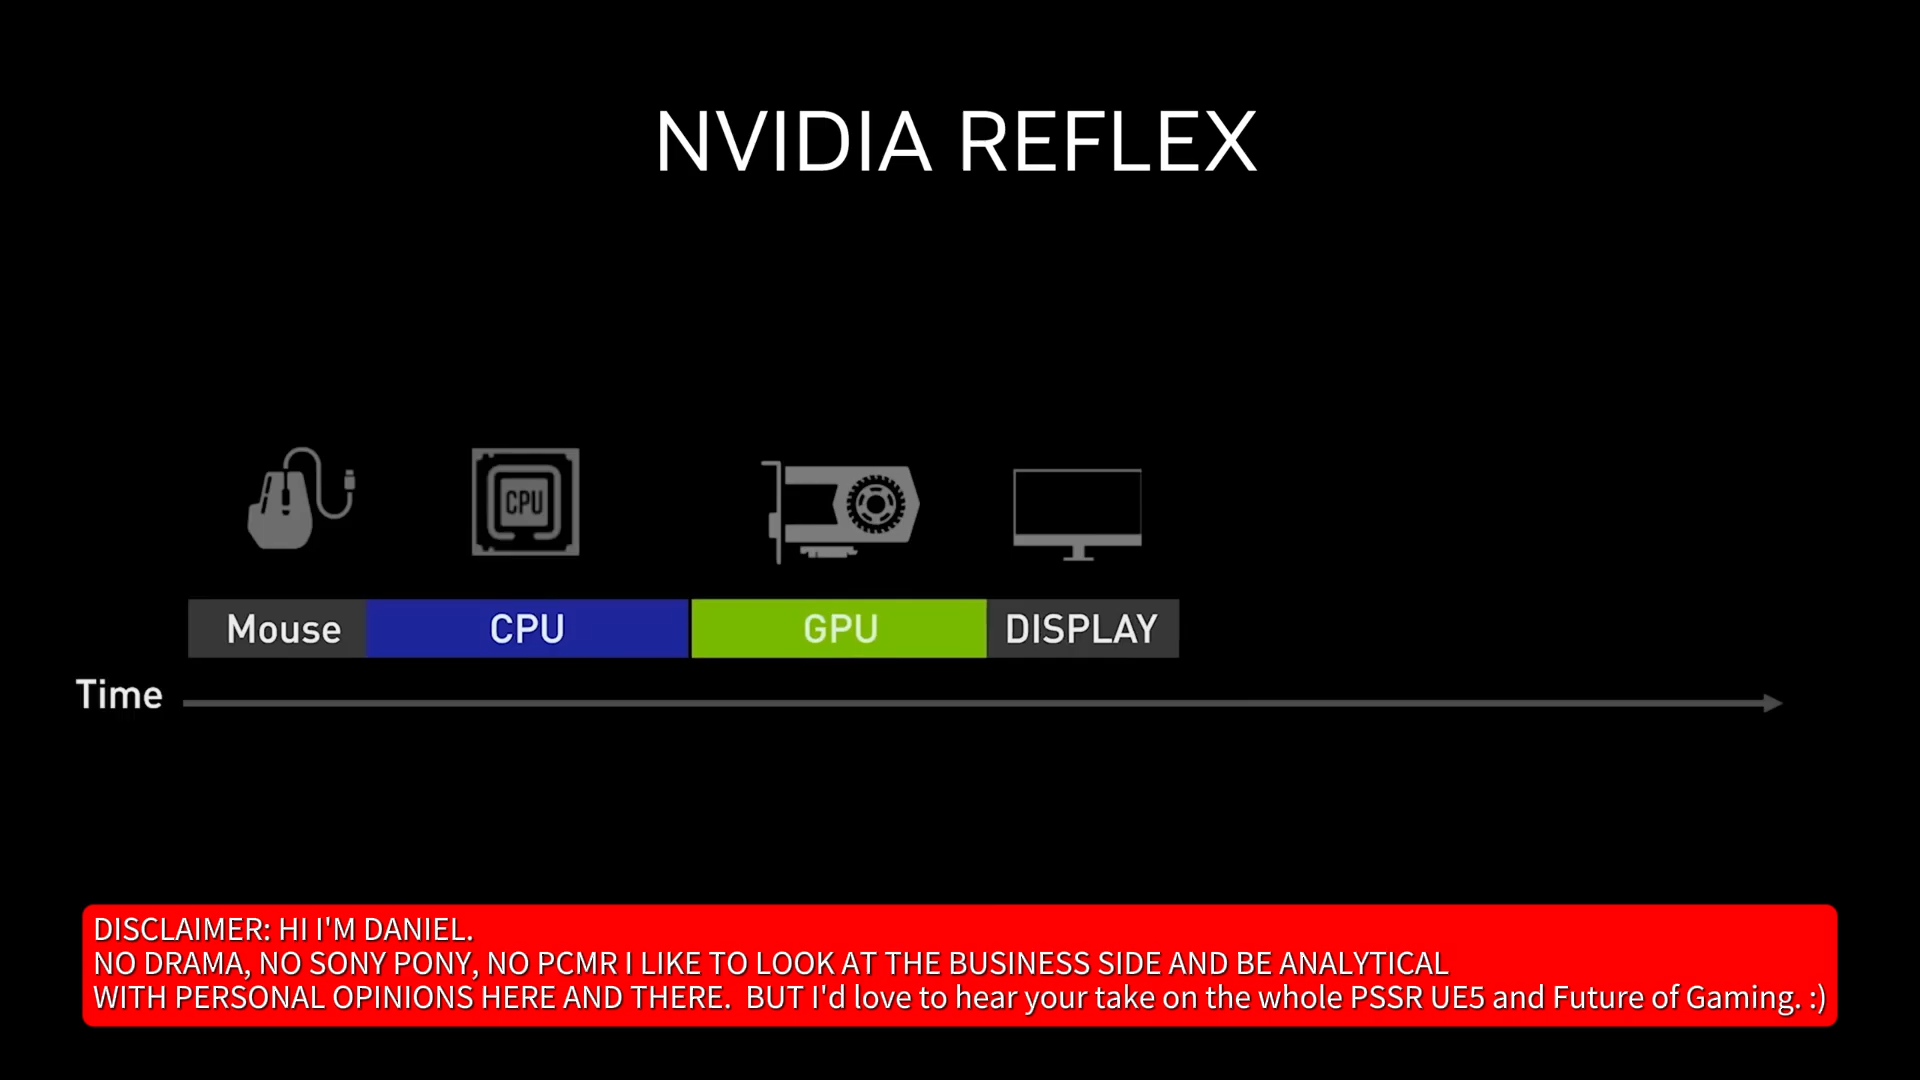 NVIDIA REFLEX
CPU
Mouse CPU GPU DISPLAY
Time
DISCLAIMER: HI I'M DANIEL.
NO DRAMA, NO SONY PONY, NO PCMR I LIKE TO LOOK AT THE BUSINESS SIDE AND BE ANALYTICAL
WITH PERSONAL OPINIONS HERE AND THERE.  BUT I'd love to hear your take on the whole PSSR UE5 and Future of Gaming. :)